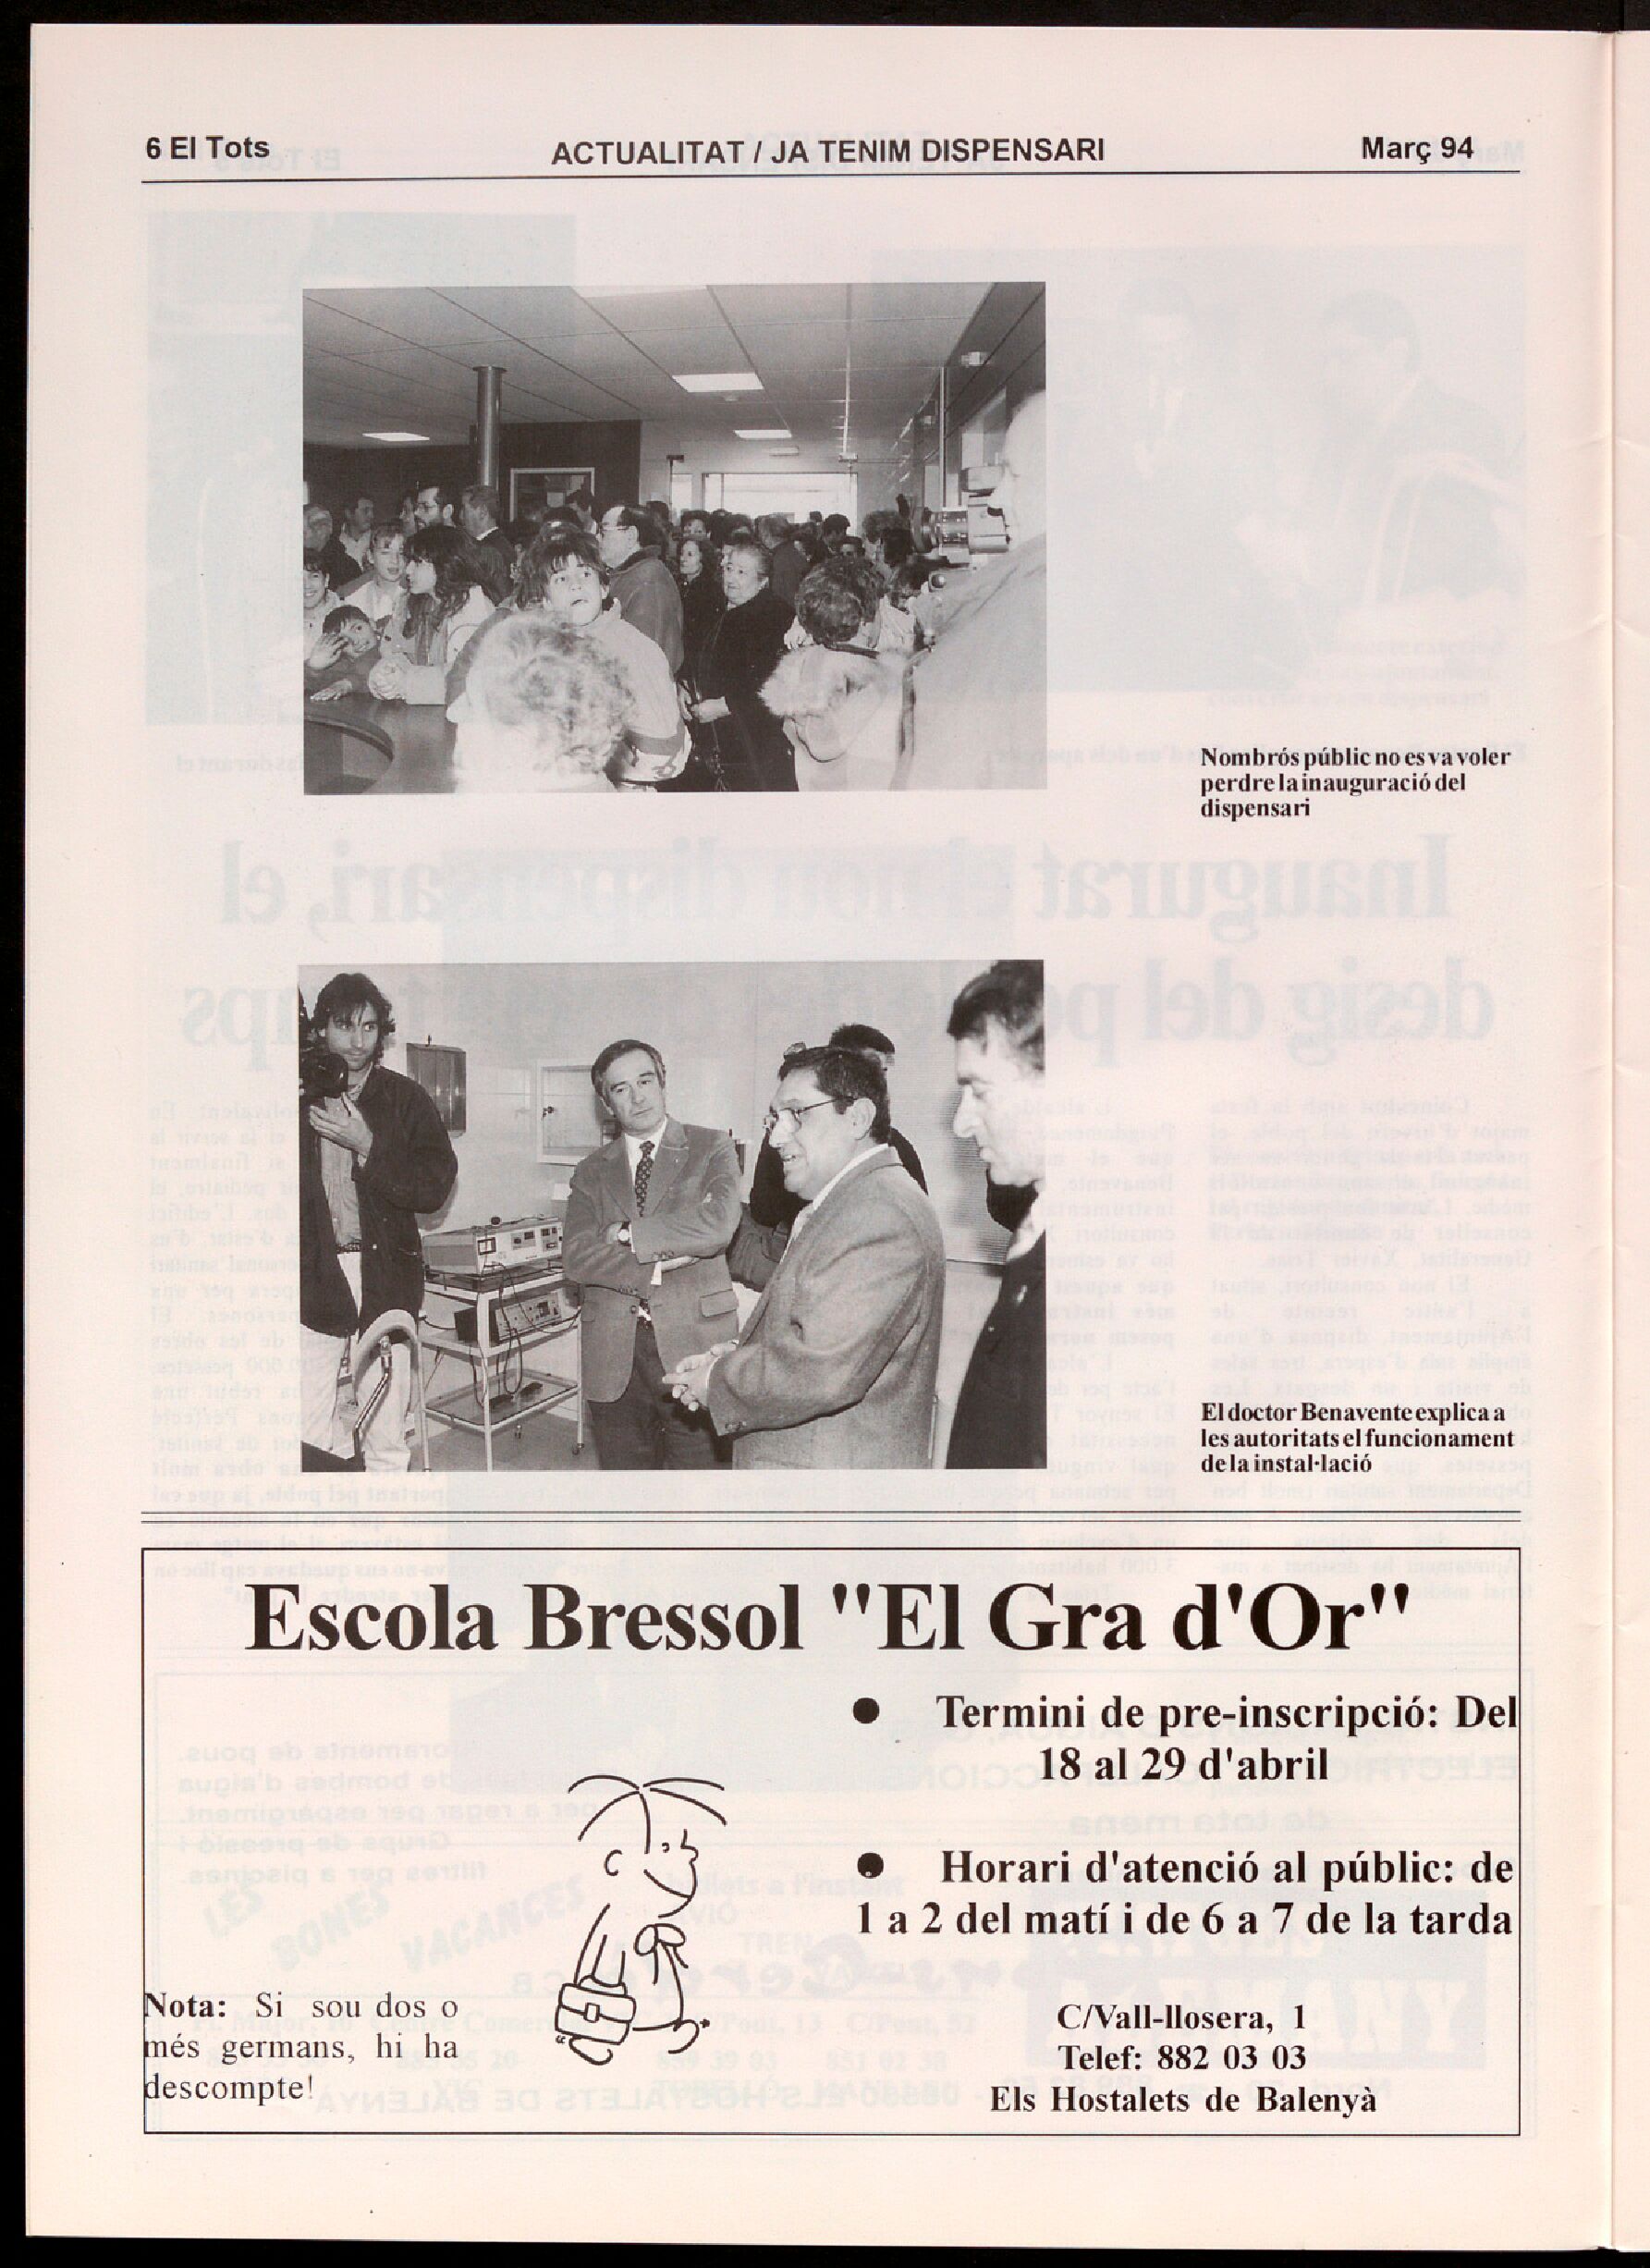 6 El Tots
ACTUALITAT / JA TENIM DISPENSARI
Març 94
Nombrós públic no es va voler
perdre la inauguració del
dispensari
El doctor Benavente explica a
les autoritats el funcionament
de la instal·lació
Escola Bressol "El Gra d'Or"
● Termini de pre-inscripció: Del
18 al 29 d'abril
● Horari d'atenció al públic: de
1 a 2 del matí i de 6 a 7 de la tarda
Nota: Si sou dos o
més germans, hi ha
descompte!
C/Vall-llosera, 1
Telef: 882 03 03
Els Hostalets de Balenyà